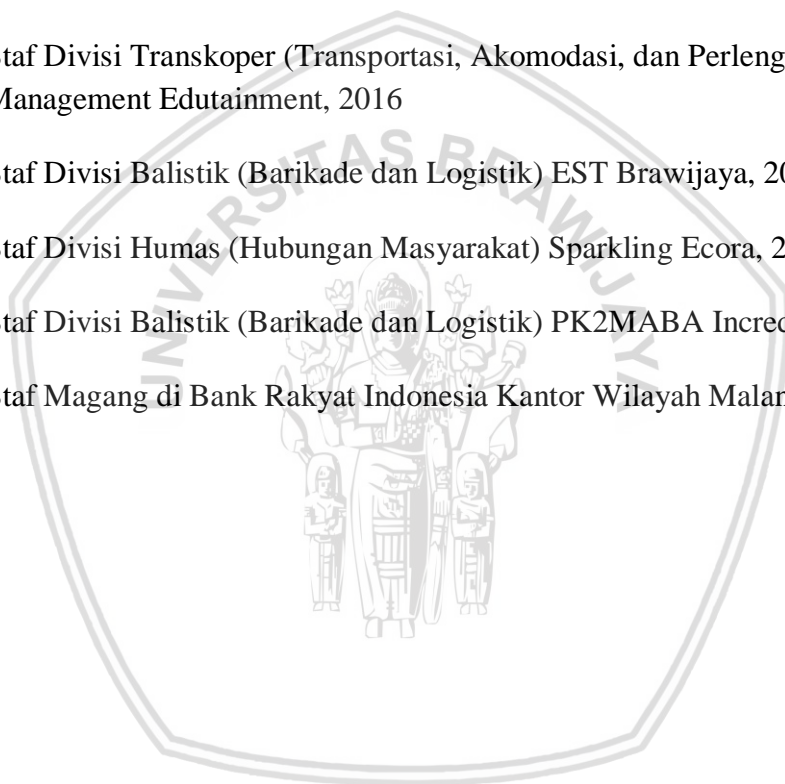 taf Divisi Transkoper (Transportasi, Akomodasi, dan Perleng
Management Edutainment, 2016
taf Divisi Balistik (Barikade dan Logistik) EST Brawijaya, 20
taf Divisi Humas (Hubungan Masyarakat) Sparkling Ecora, 2
taf Divisi Balistik (Barikade dan Logistik) PK2MABA Incred
taf Magang di Bank Rakyat Indonesia Kantor Wilayah Malan
UNIVERSITAS BRAWIJAYA